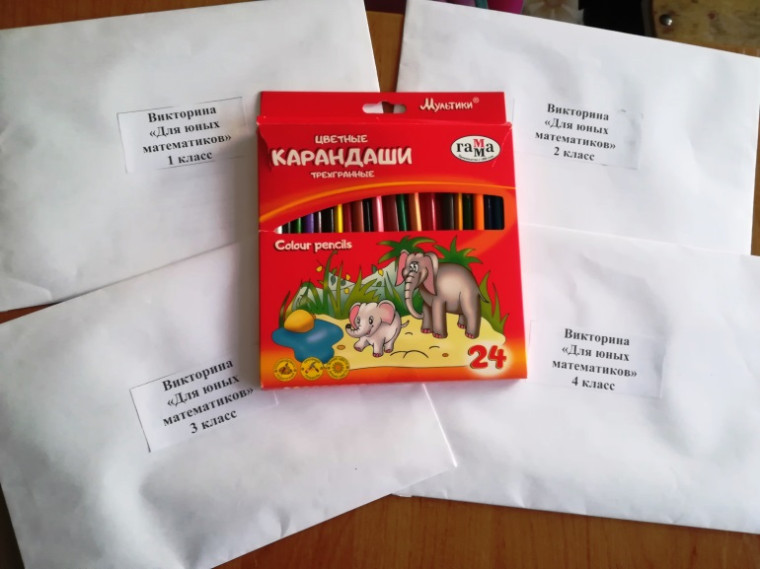 Викторина
«Для юных
математиков»
1 класс
Викторина
«Для юных
математиков»
2 класс
Мультики®
ЦВЕТНЫЕ
КАРАНДАШИ
ТРЕХГРАННЫЕ
гамма
Colour pencils
24
Викторина
«Для юных
математиков»
3 класс
Викторина
«Для юных
математиков»
4 класс